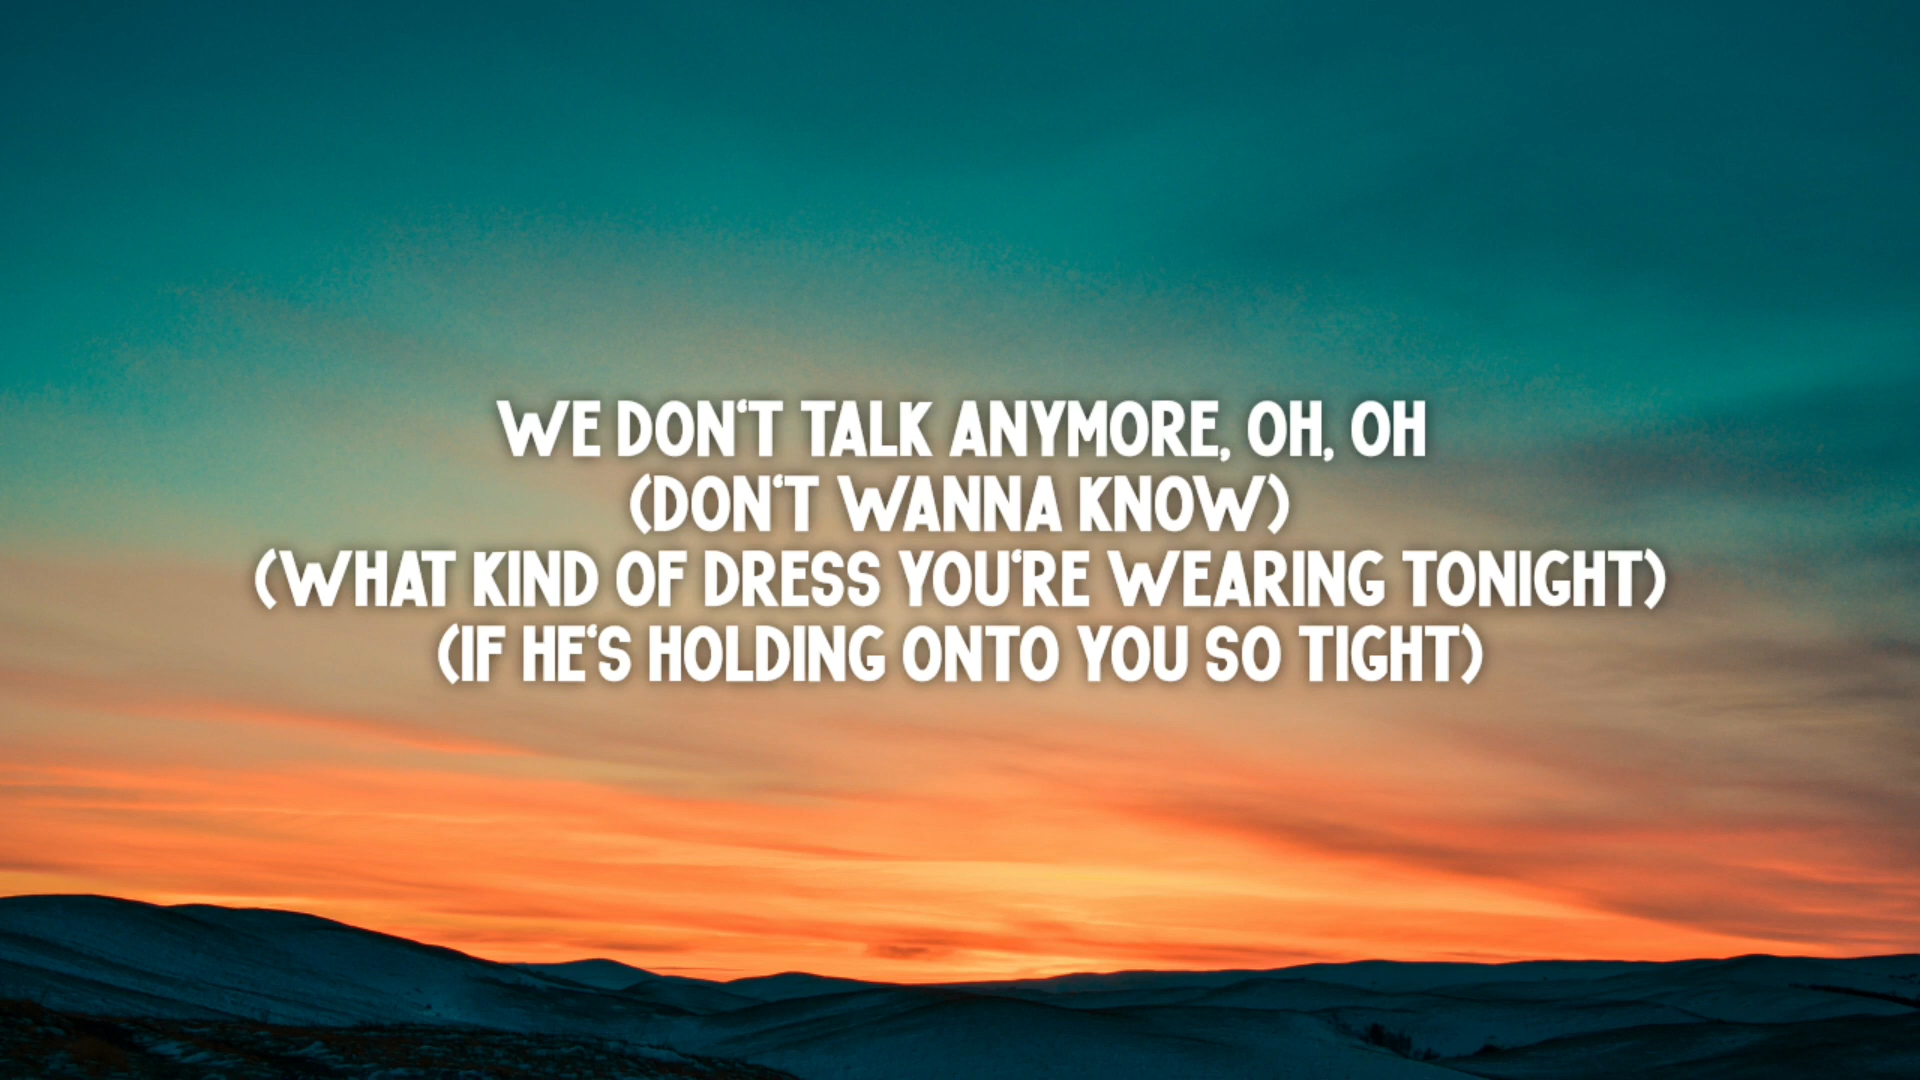 WE DON'T TALK ANYMORE, OH, OH
(DON'T WANNA KNOW)
(WHAT KIND OF DRESS YOU'RE WEARING TONIGHT)
(IF HE'S HOLDING ONTO YOU SO TIGHT)